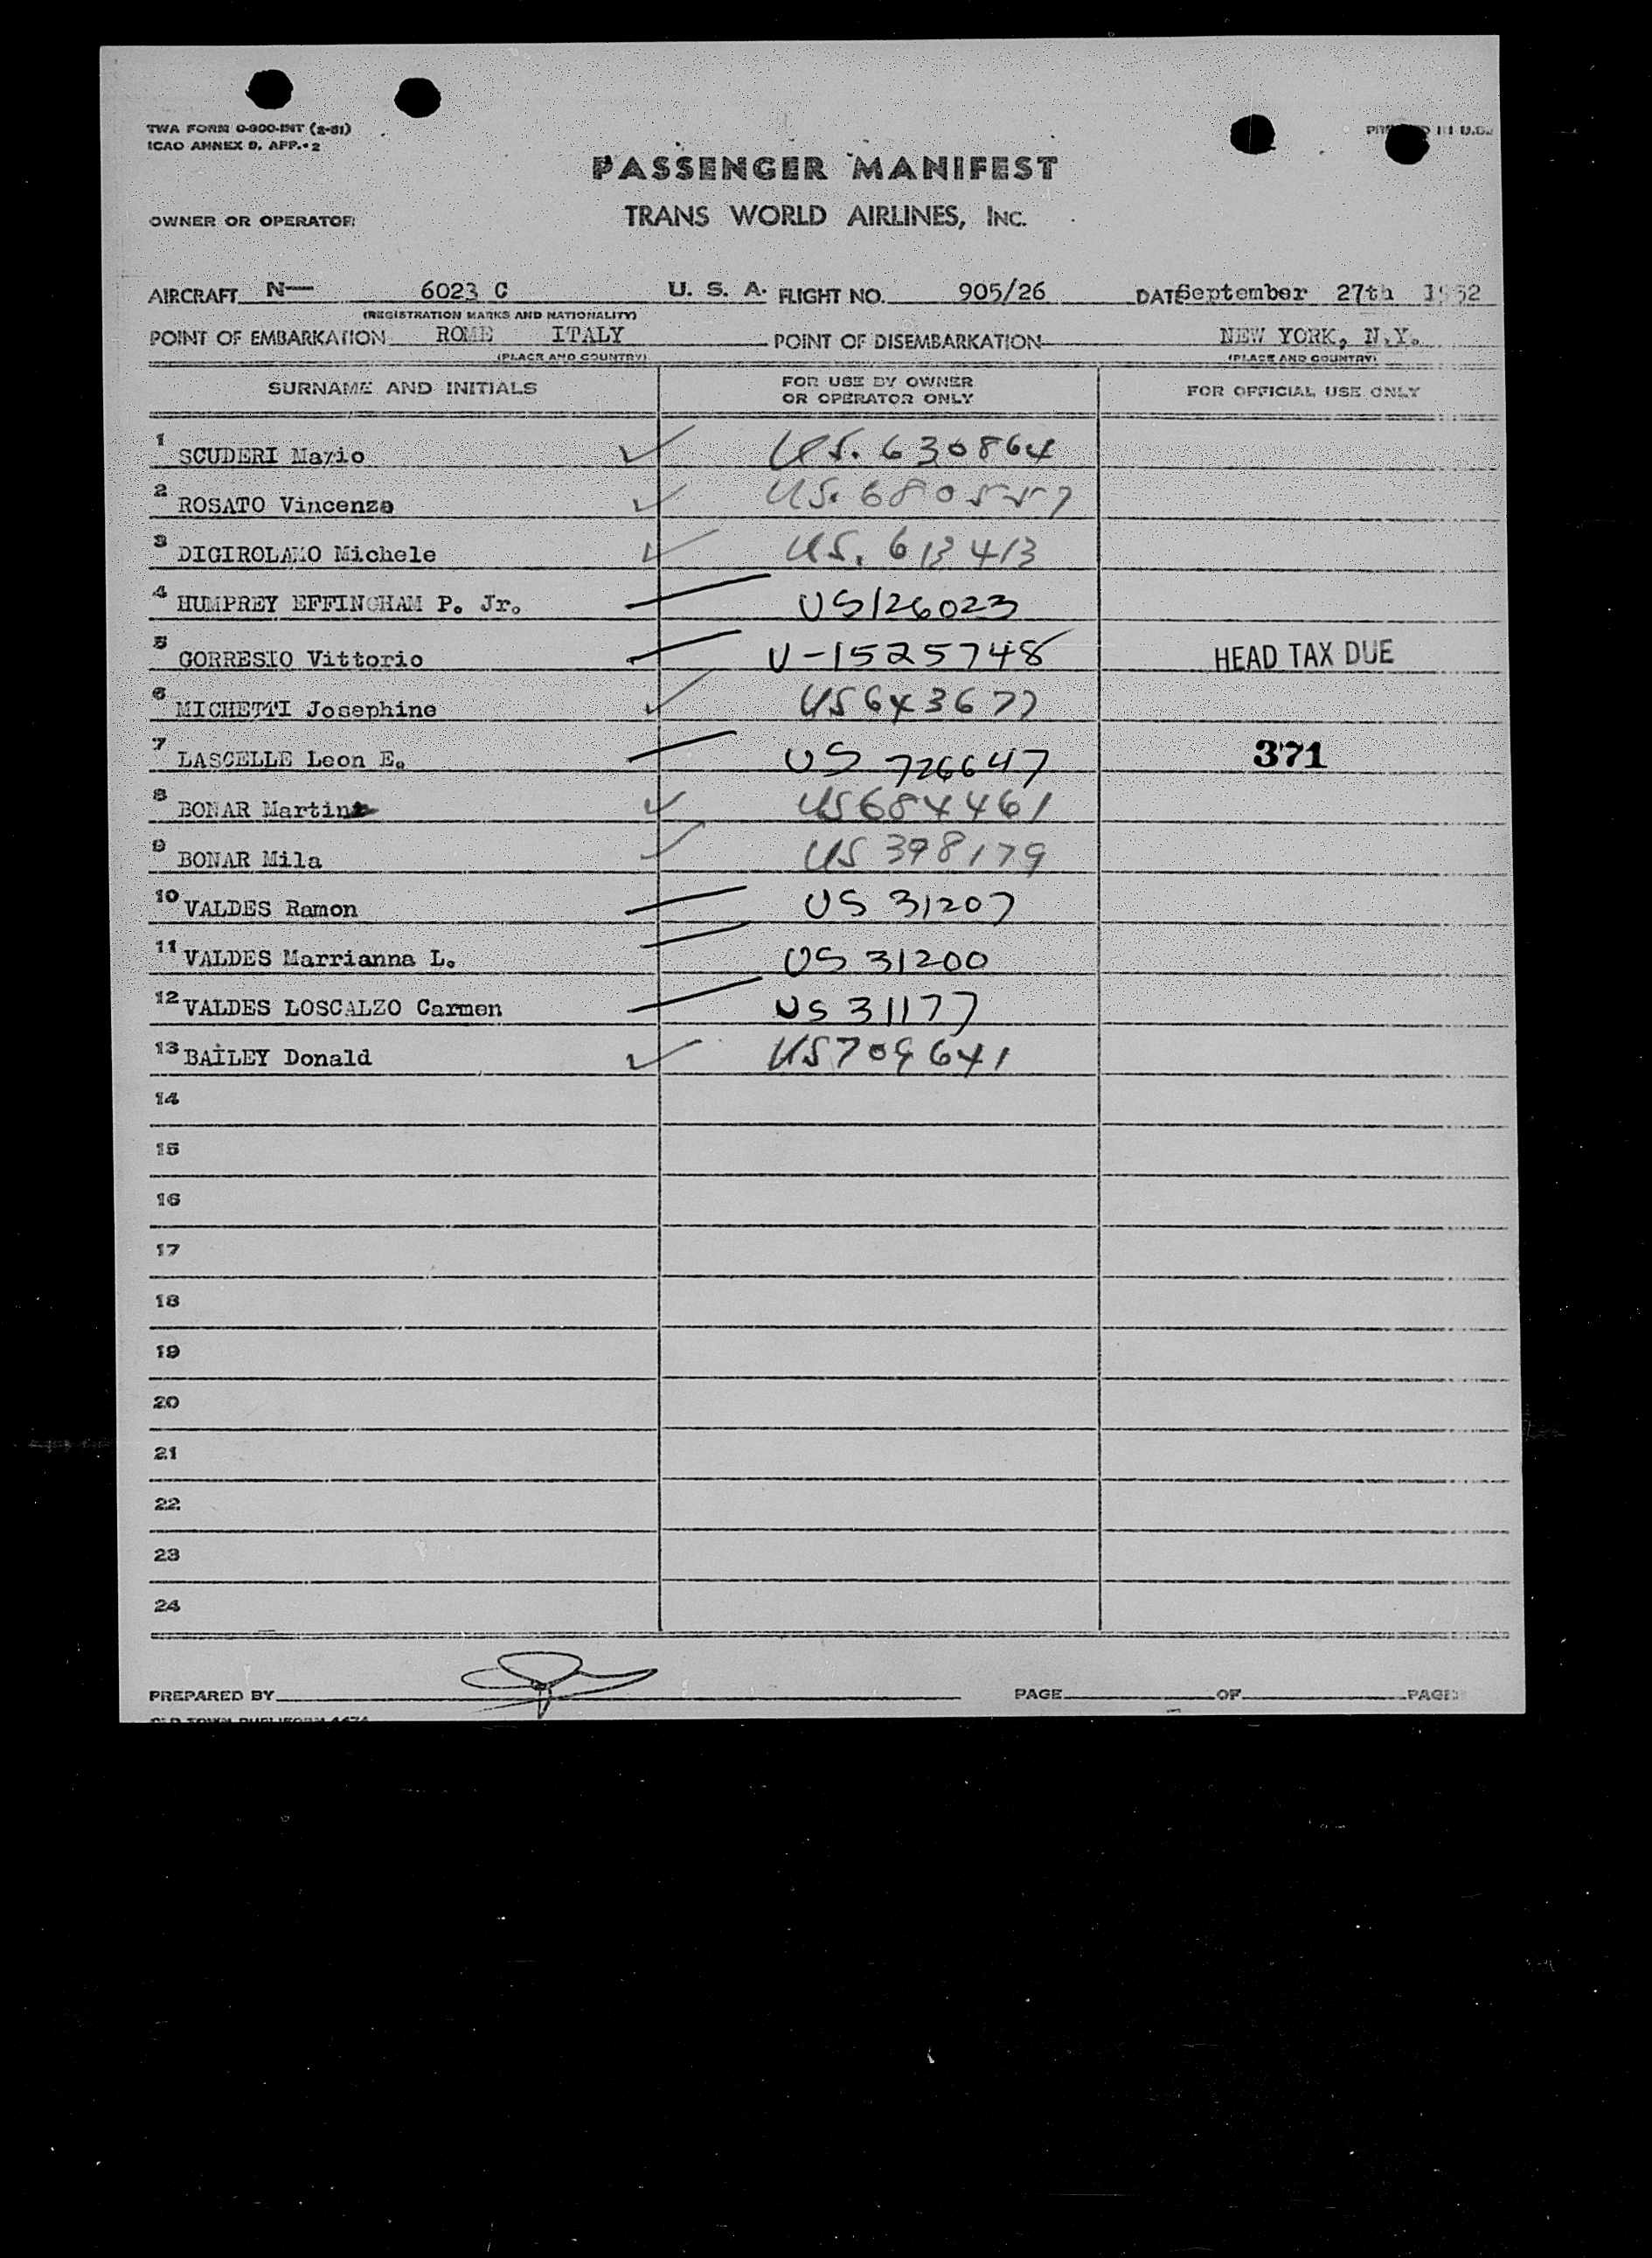 TWA FORM O-800-INT (2-51)
ICAO ANNEX 9, APP.-2
PASSENGER MANIFEST
OWNER OR OPERATOR
TRANS WORLD AIRLINES, INC.
AIRCRAFT N— 6023 C U. S. A. FLIGHT NO. 905/26 DATE September 27th 1952
(REGISTRATION MARKS AND NATIONALITY)
POINT OF EMBARKATION ROME ITALY POINT OF DISEMBARKATION NEW YORK, N.Y.
(PLACE AND COUNTRY) (PLACE AND COUNTRY)
SURNAME AND INITIALS FOR USE BY OWNER OR OPERATOR ONLY FOR OFFICIAL USE ONLY
1 SCUDERI Mario US. 630864
2 ROSATO Vincenza US. 680557
3 DIGIROLAMO Michele US. 613413
4 HUMPREY EFFINGHAM P. Jr. US126023
5 GORRESIO Vittorio V-1525748 HEAD TAX DUE
6 MICHETTI Josephine US643677
7 LASCELLE Leon E. US 726647 371
8 BONAR Martin US684461
9 BONAR Mila US 398179
10 VALDES Ramon US 31207
11 VALDES Marrianna L. US 31200
12 VALDES LOSCALZO Carmen US 31177
13 BAILEY Donald US709641
14
15
16
17
18
19
20
21
22
23
24
PREPARED BY PAGE OF PAGES